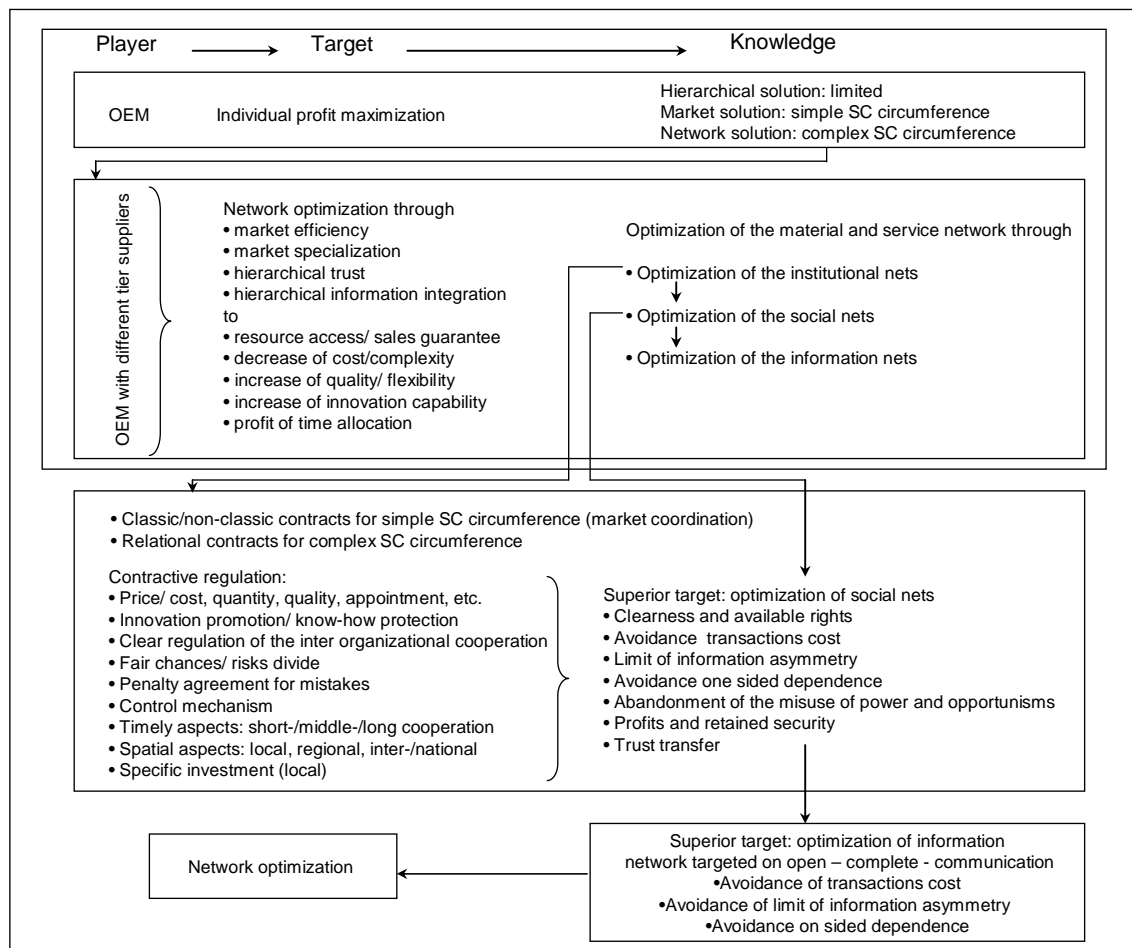 Player Target Knowledge
OEM
Individual profit maximization
Hierarchical solution: limited
Market solution: simple SC circumference
Network solution: complex SC circumference
OEM with different tier suppliers
Network optimization through
• market efficiency
• market specialization
• hierarchical trust
• hierarchical information integration
to
• resource access/ sales guarantee
• decrease of cost/complexity
• increase of quality/ flexibility
• increase of innovation capability
• profit of time allocation
Optimization of the material and service network through
• Optimization of the institutional nets
• Optimization of the social nets
• Optimization of the information nets
• Classic/non-classic contracts for simple SC circumference (market coordination)
• Relational contracts for complex SC circumference
Contractive regulation:
• Price/ cost, quantity, quality, appointment, etc.
• Innovation promotion/ know-how protection
• Clear regulation of the inter organizational cooperation
• Fair chances/ risks divide
• Penalty agreement for mistakes
• Control mechanism
• Timely aspects: short-/middle-/long cooperation
• Spatial aspects: local, regional, inter-/national
• Specific investment (local)
Superior target: optimization of social nets
• Clearness and available rights
• Avoidance transactions cost
• Limit of information asymmetry
• Avoidance one sided dependence
• Abandonment of the misuse of power and opportunisms
• Profits and retained security
• Trust transfer
Network optimization
Superior target: optimization of information
network targeted on open – complete - communication
•Avoidance of transactions cost
•Avoidance of limit of information asymmetry
•Avoidance on sided dependence